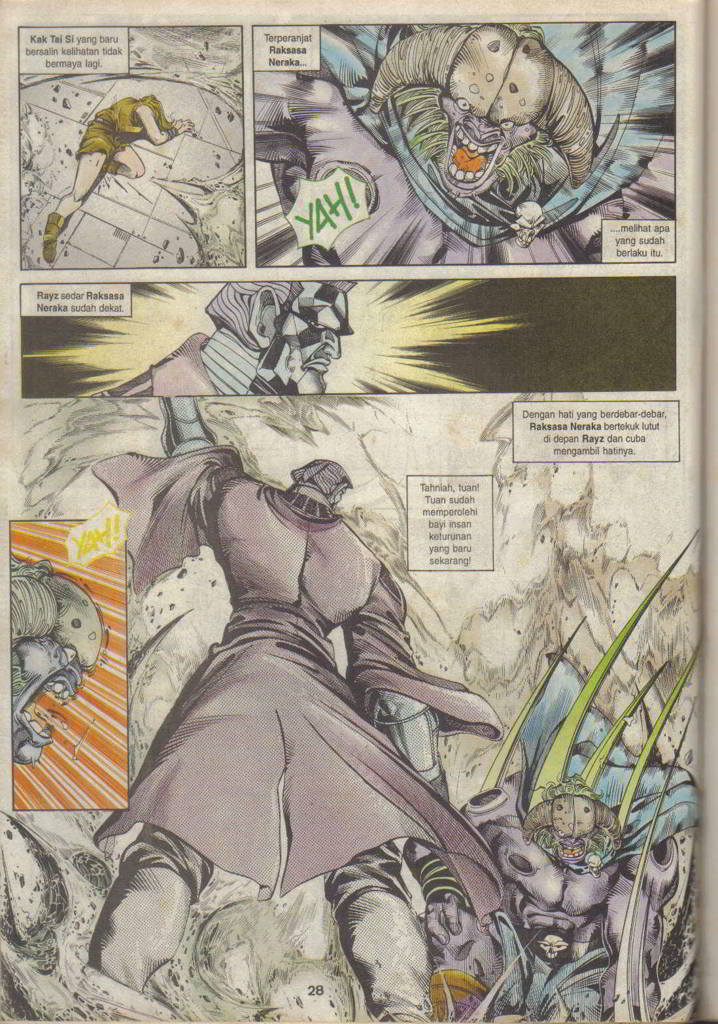 Kak Tai Si yang baru
bersalin kelihatan tidak
bermaya lagi.
Terperanjat
Raksasa
Neraka...
YAH!
....melihat apa
yang sudah
berlaku itu.
Rayz sedar Raksasa
Neraka sudah dekat.
Dengan hati yang berdebar-debar,
Raksasa Neraka bertekuk lutut
di depan Rayz dan cuba
mengambil hatinya.
Tahniah, tuan!
Tuan sudah
memperolehi
bayi insan
keturunan
yang baru
sekarang!
YAH!
28